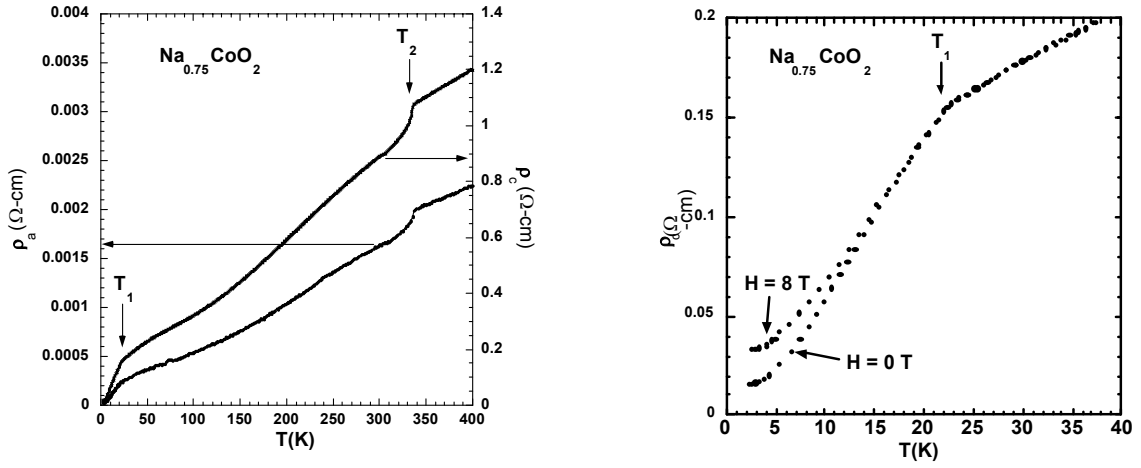 Na0.75CoO2
T1
T2
ρa (Ω-cm)
0.004
0.0035
0.003
0.0025
0.002
0.0015
0.001
0.0005
0
1.4
1.2
1
0.8
0.6
0.4
0.2
0
ρc (Ω-cm)
0 50 100 150 200 250 300 350 400
T(K)
Na0.75CoO2
T1
0.2
0.15
0.1
0.05
0
H = 8 T
H = 0 T
0 5 10 15 20 25 30 35 40
T(K)